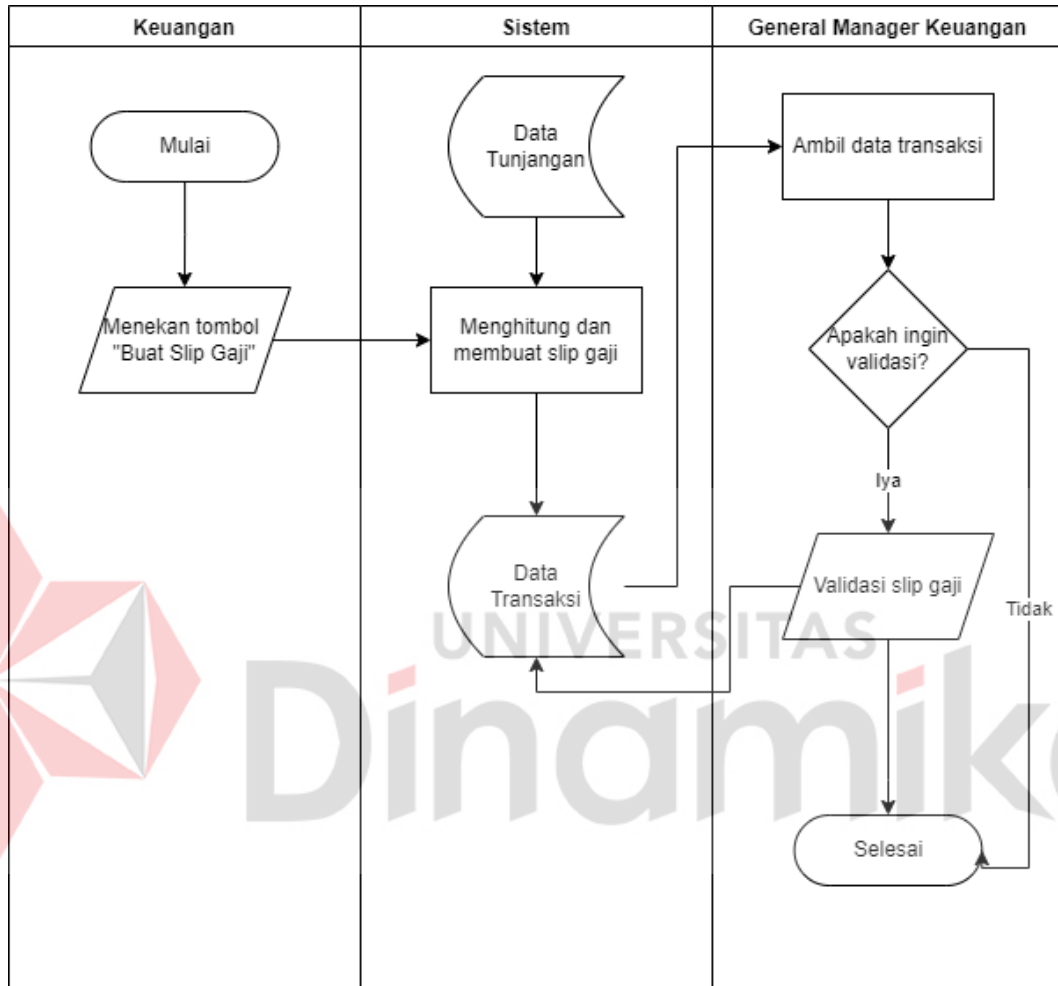 Keuangan
Sistem
General Manager Keuangan
Mulai
Data
Tunjangan
Ambil data transaksi
Menekan tombol
"Buat Slip Gaji"
Menghitung dan
membuat slip gaji
Apakah ingin
validasi?
Iya
Data
Transaksi
Validasi slip gaji
Tidak
UNIVERSITAS
Dinamika
Selesai